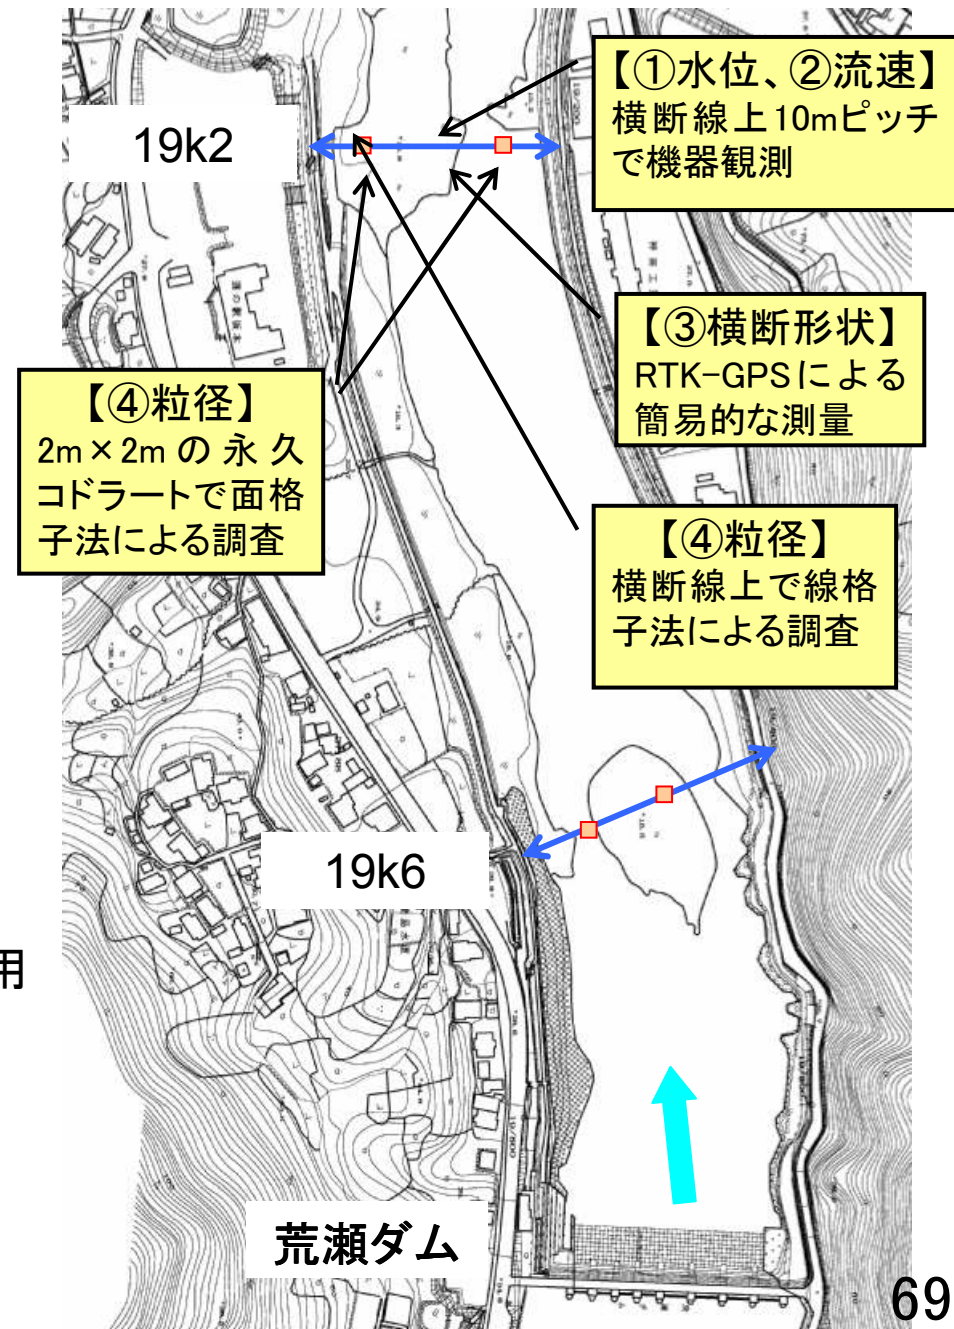 【①水位、②流速】
横断線上10mピッチ
で機器観測
19k2
【③横断形状】
RTK-GPSによる
簡易的な測量
【④粒径】
2m×2mの永久
コドラートで面格
子法による調査
【④粒径】
横断線上で線格
子法による調査
19k6
用
荒瀬ダム
69